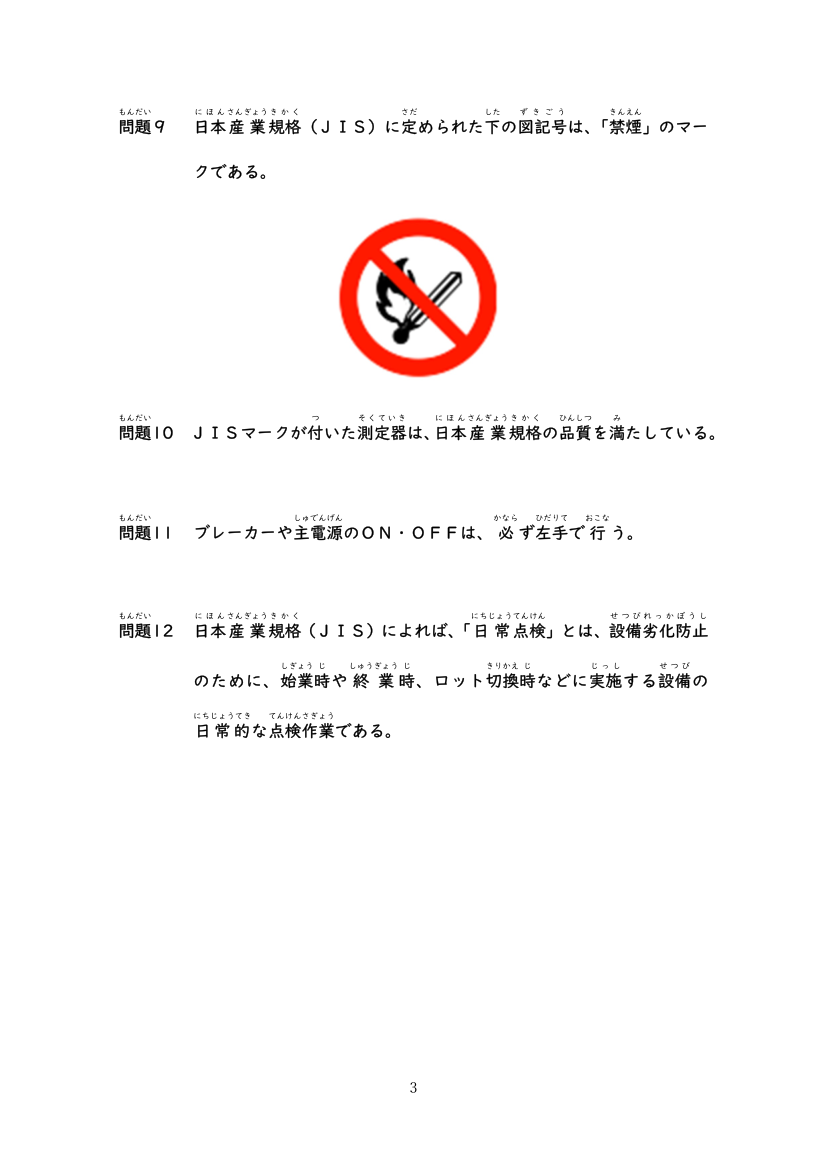 問題9 日本産業規格（ＪＩＳ）に定められた下の図記号は、「禁煙」のマー
クである。
問題10 ＪＩＳマークが付いた測定器は、日本産業規格の品質を満たしている。
問題11 ブレーカーや主電源のＯＮ・ＯＦＦは、必ず左手で行う。
問題12 日本産業規格（ＪＩＳ）によれば、「日常点検」とは、設備劣化防止
のために、始業時や終業時、ロット切換時などに実施する設備の
日常的な点検作業である。
3